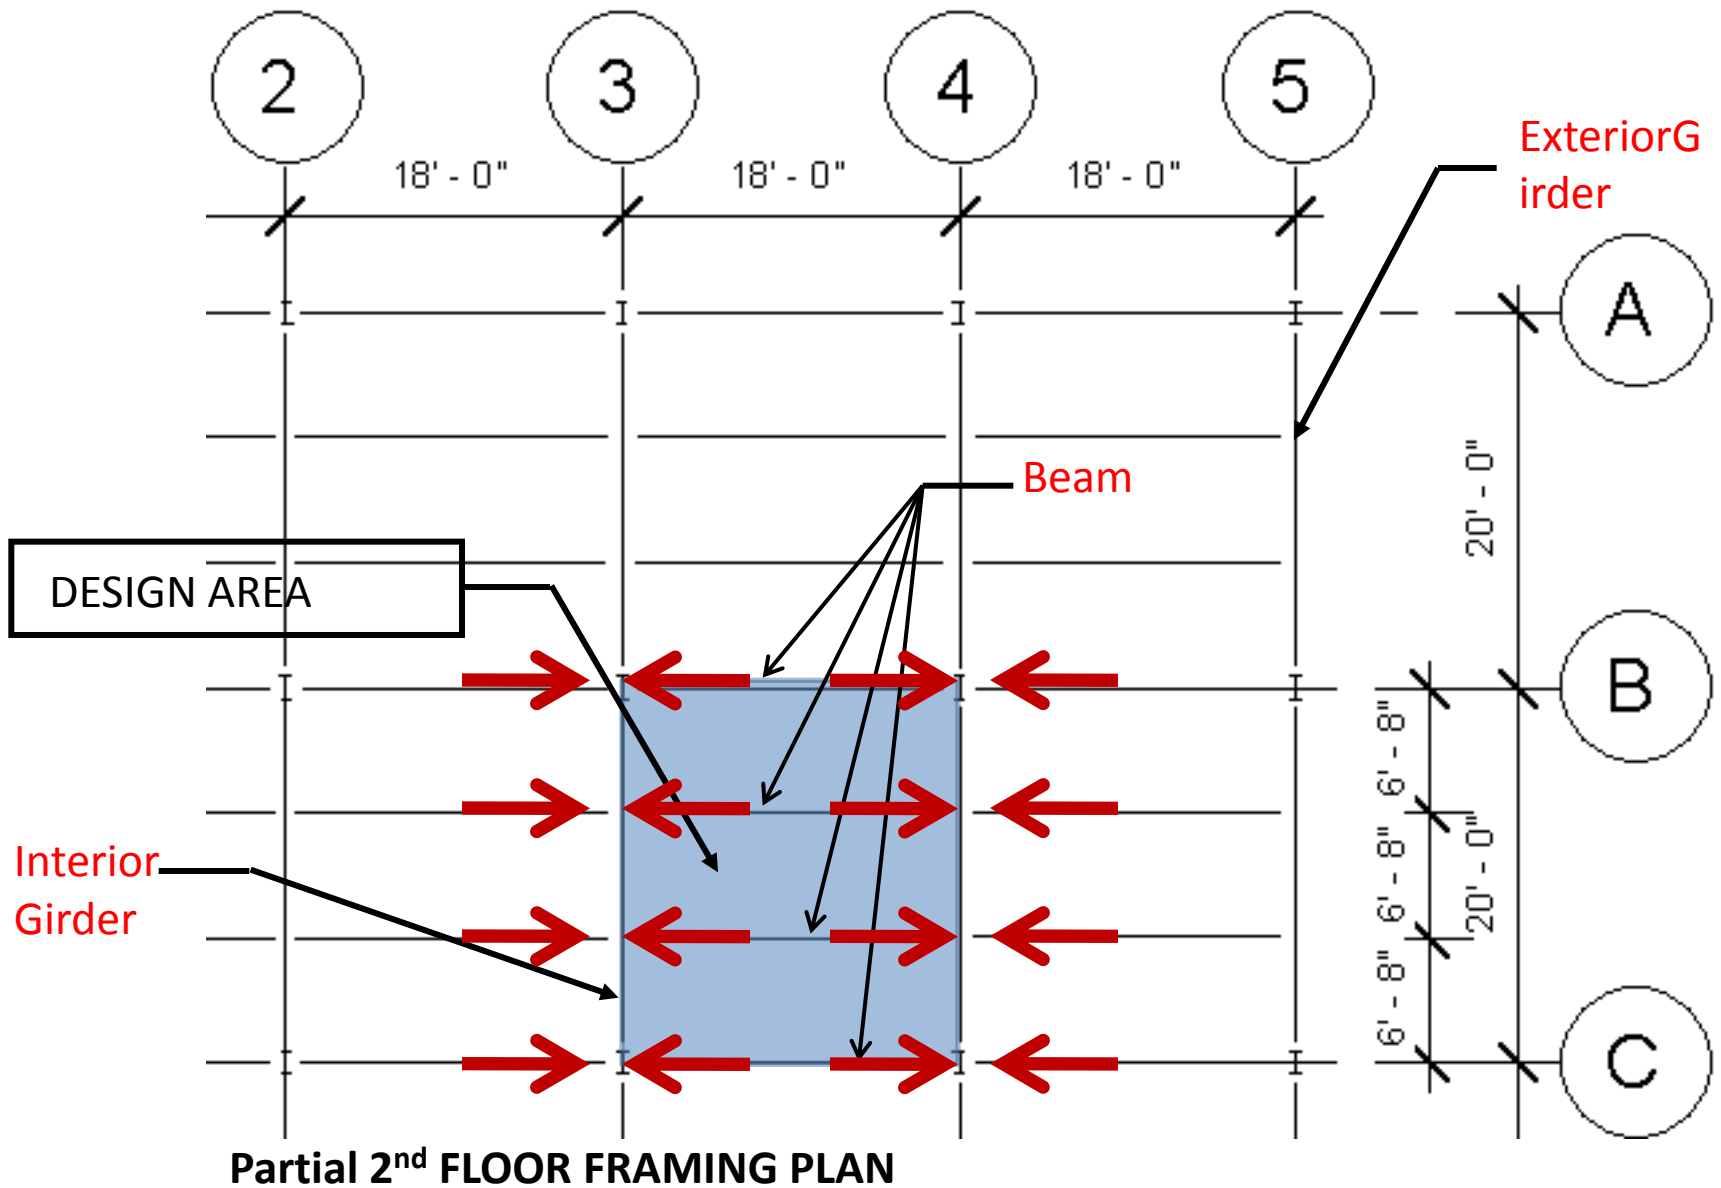 2 3 4 5
18' - 0" 18' - 0" 18' - 0"
ExteriorG
irder
A
20' - 0"
Beam
DESIGN AREA
B
6' - 8"
6' - 8"
20' - 0"
Interior
Girder
6' - 8"
C
Partial 2nd FLOOR FRAMING PLAN